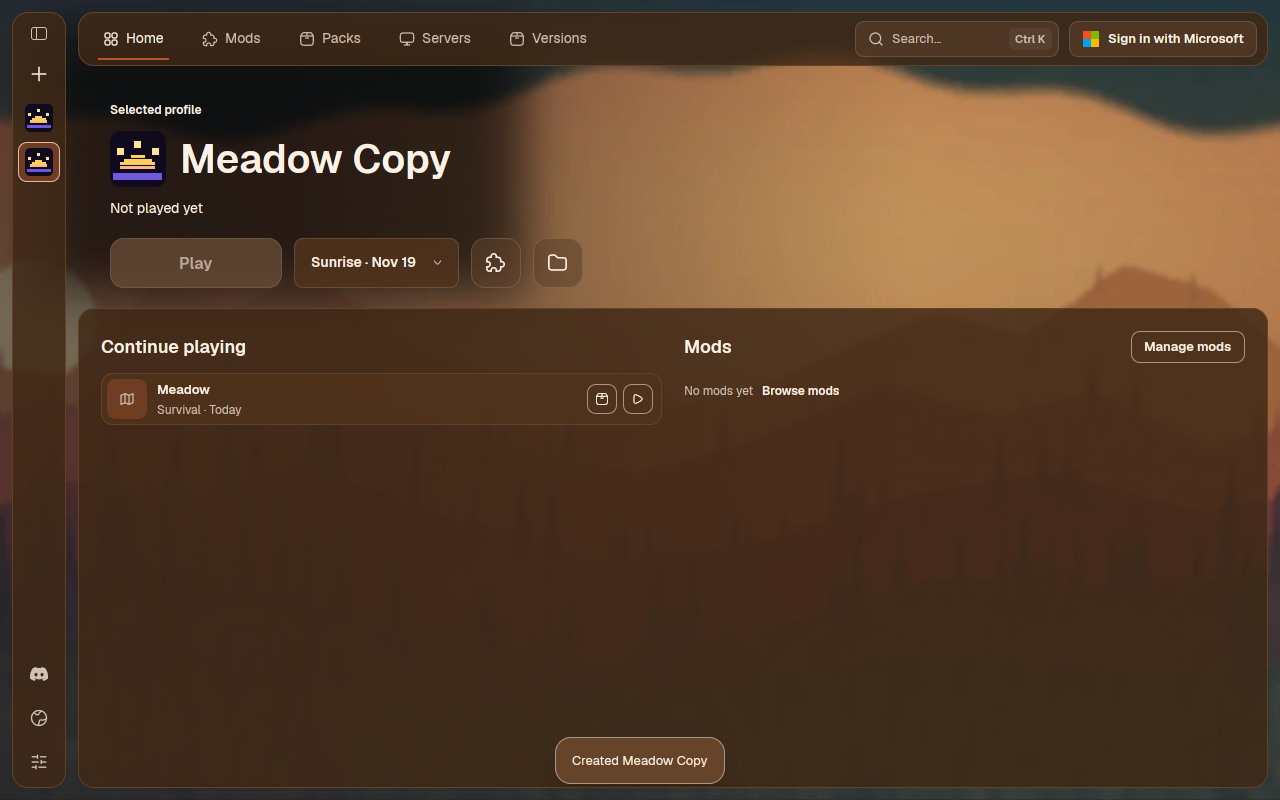 Home
Mods
Packs
Servers
Versions
Search...
Ctrl K
Sign in with Microsoft
Selected profile
Meadow Copy
Not played yet
Play
Sunrise · Nov 19
Continue playing
Meadow
Survival · Today
Mods
Manage mods
No mods yet Browse mods
Created Meadow Copy